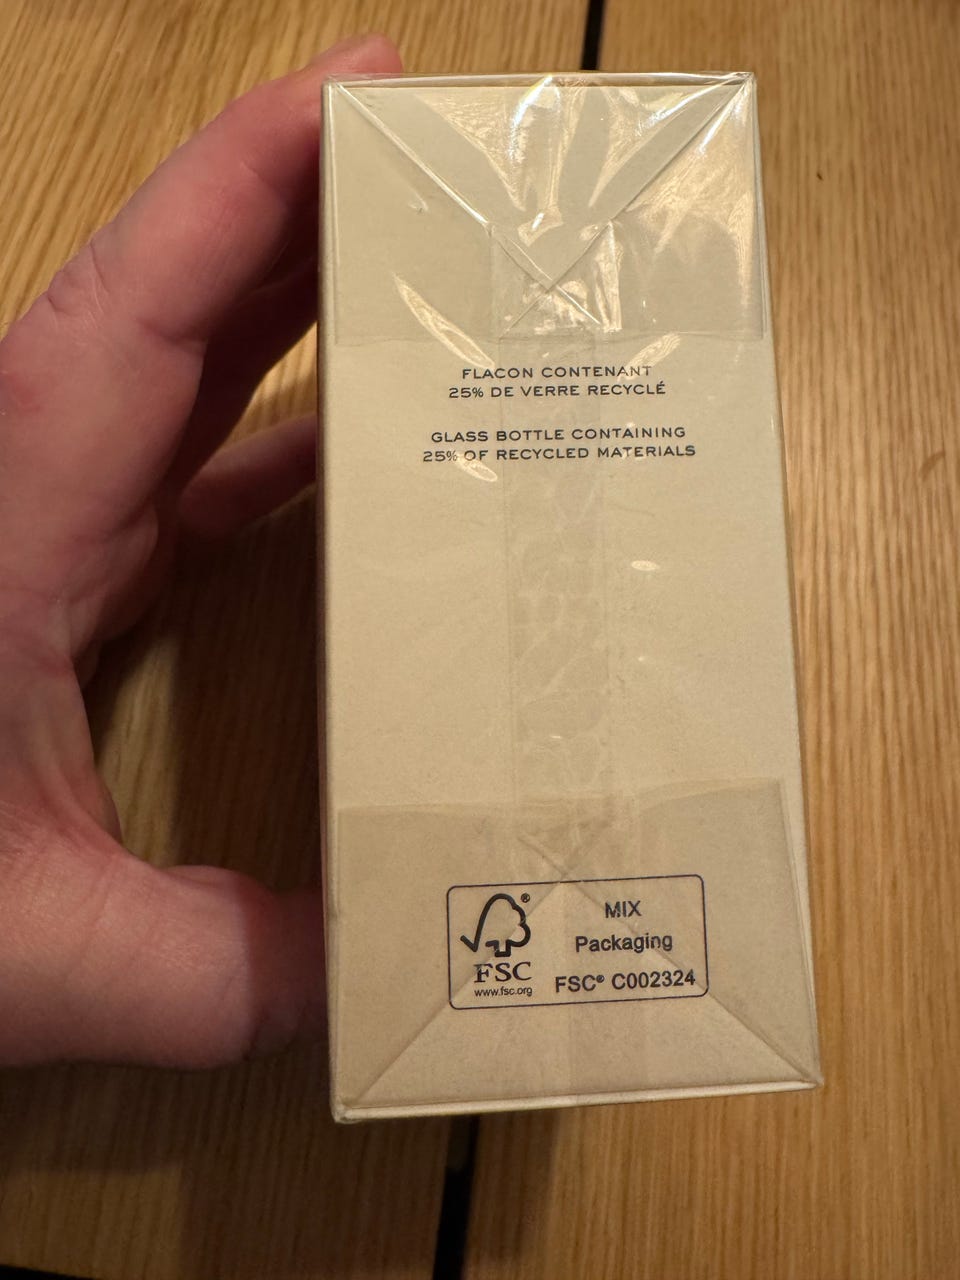 FLACON CONTENANT
25% DE VERRE RECYCLÉ
GLASS BOTTLE CONTAINING
25% OF RECYCLED MATERIALS
®
FSC
www.fsc.org
MIX
Packaging
FSC® C002324